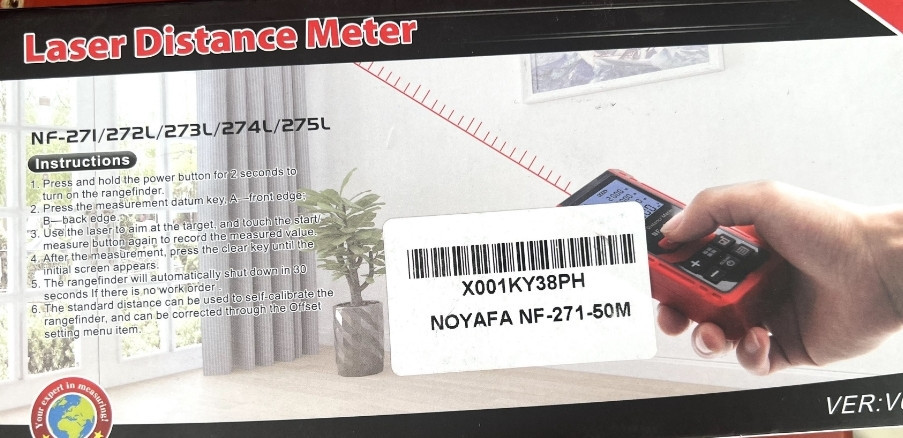 Laser Distance Meter
NF-271/272L/273L/274L/275L
Instructions
1. Press and hold the power button for 2 seconds to
turn on the rangefinder.
2. Press the measurement datum key, A—front edge;
B—back edge.
3. Use the laser to aim at the target, and touch the start/
measure button again to record the measured value.
4. After the measurement, press the clear key until the
initial screen appears.
5. The rangefinder will automatically shut down in 30
seconds If there is no work order .
6. The standard distance can be used to self-calibrate the
rangefinder, and can be corrected through the Offset
setting menu item.
X001KY38PH
NOYAFA NF-271-50M
Your expert in measuring!
VER:V